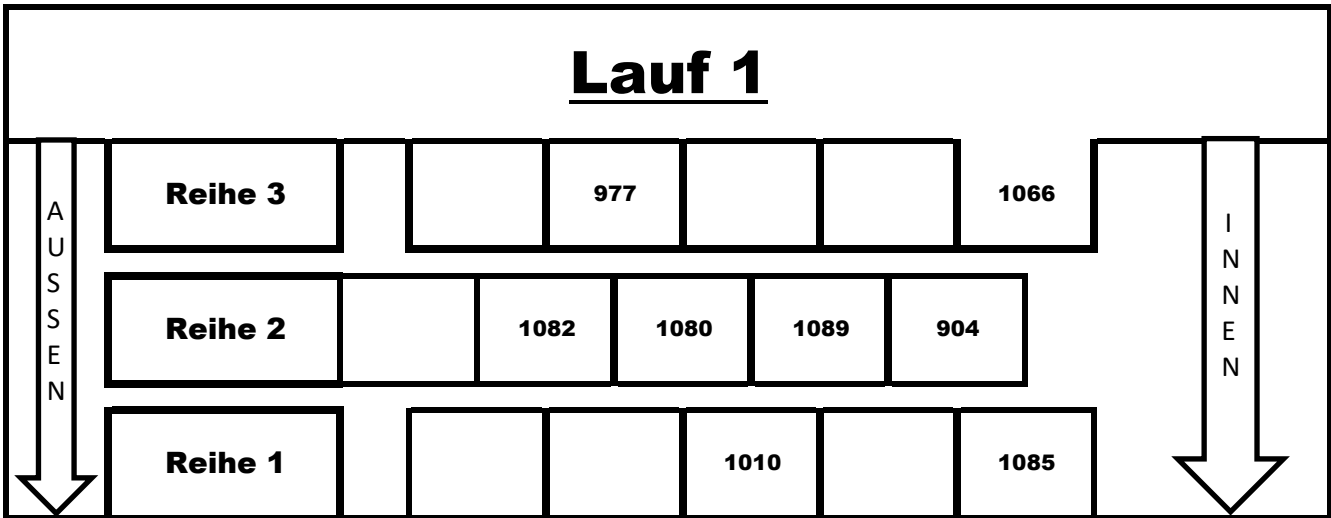 Lauf 1
AUSSEN
Reihe 3 977 1066
Reihe 2 1082 1080 1089 904
Reihe 1 1010 1085
INNEN